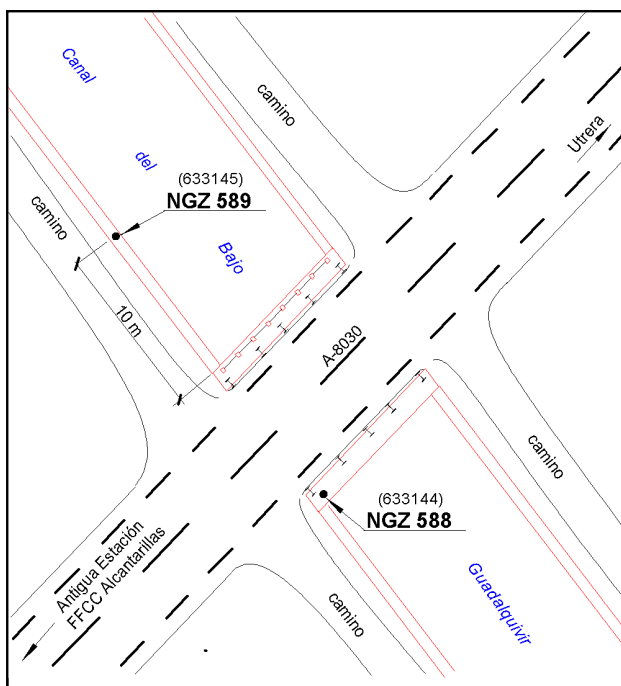 Canal
del
Bajo
Guadalquivir
camino
Utrera
(633145)
NGZ 589
camino
10 m
A-8030
camino
(633144)
NGZ 588
Antigua Estación
FFCC Alcantarillas
camino